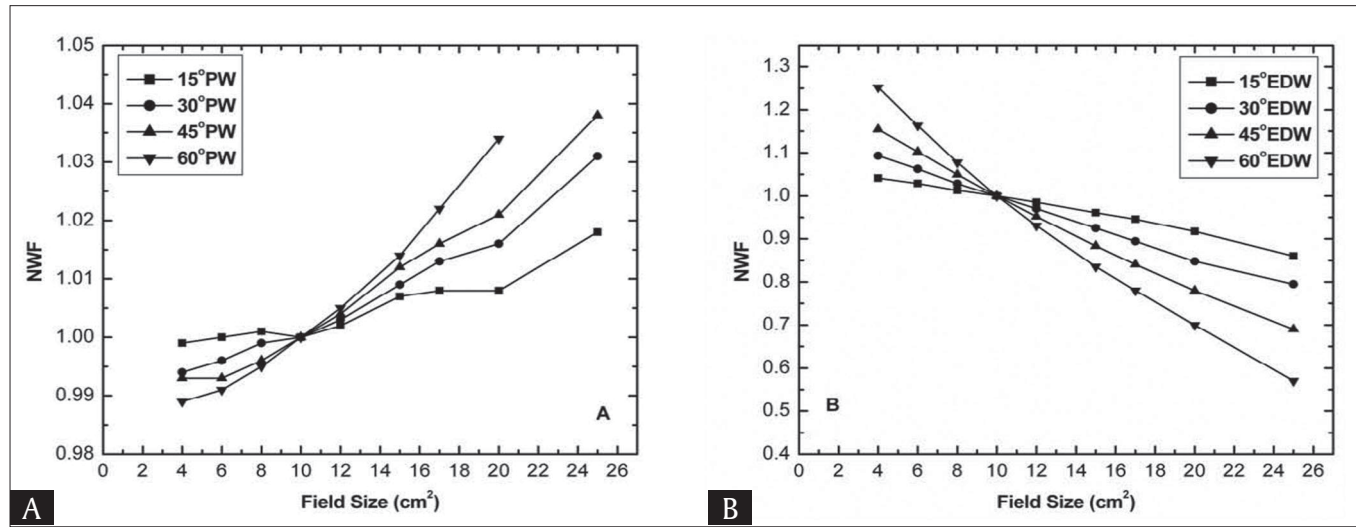 1.05
1.04
1.03
1.02
1.01
1.00
0.99
0.98
NWF
15°PW
30°PW
45°PW
60°PW
A
0 2 4 6 8 10 12 14 16 18 20 22 24 26
Field Size (cm²)
A
1.3
1.2
1.1
1.0
0.9
0.8
0.7
0.6
0.5
0.4
NWF
15°EDW
30°EDW
45°EDW
60°EDW
B
0 2 4 6 8 10 12 14 16 18 20 22 24 26
Field Size (cm²)
B